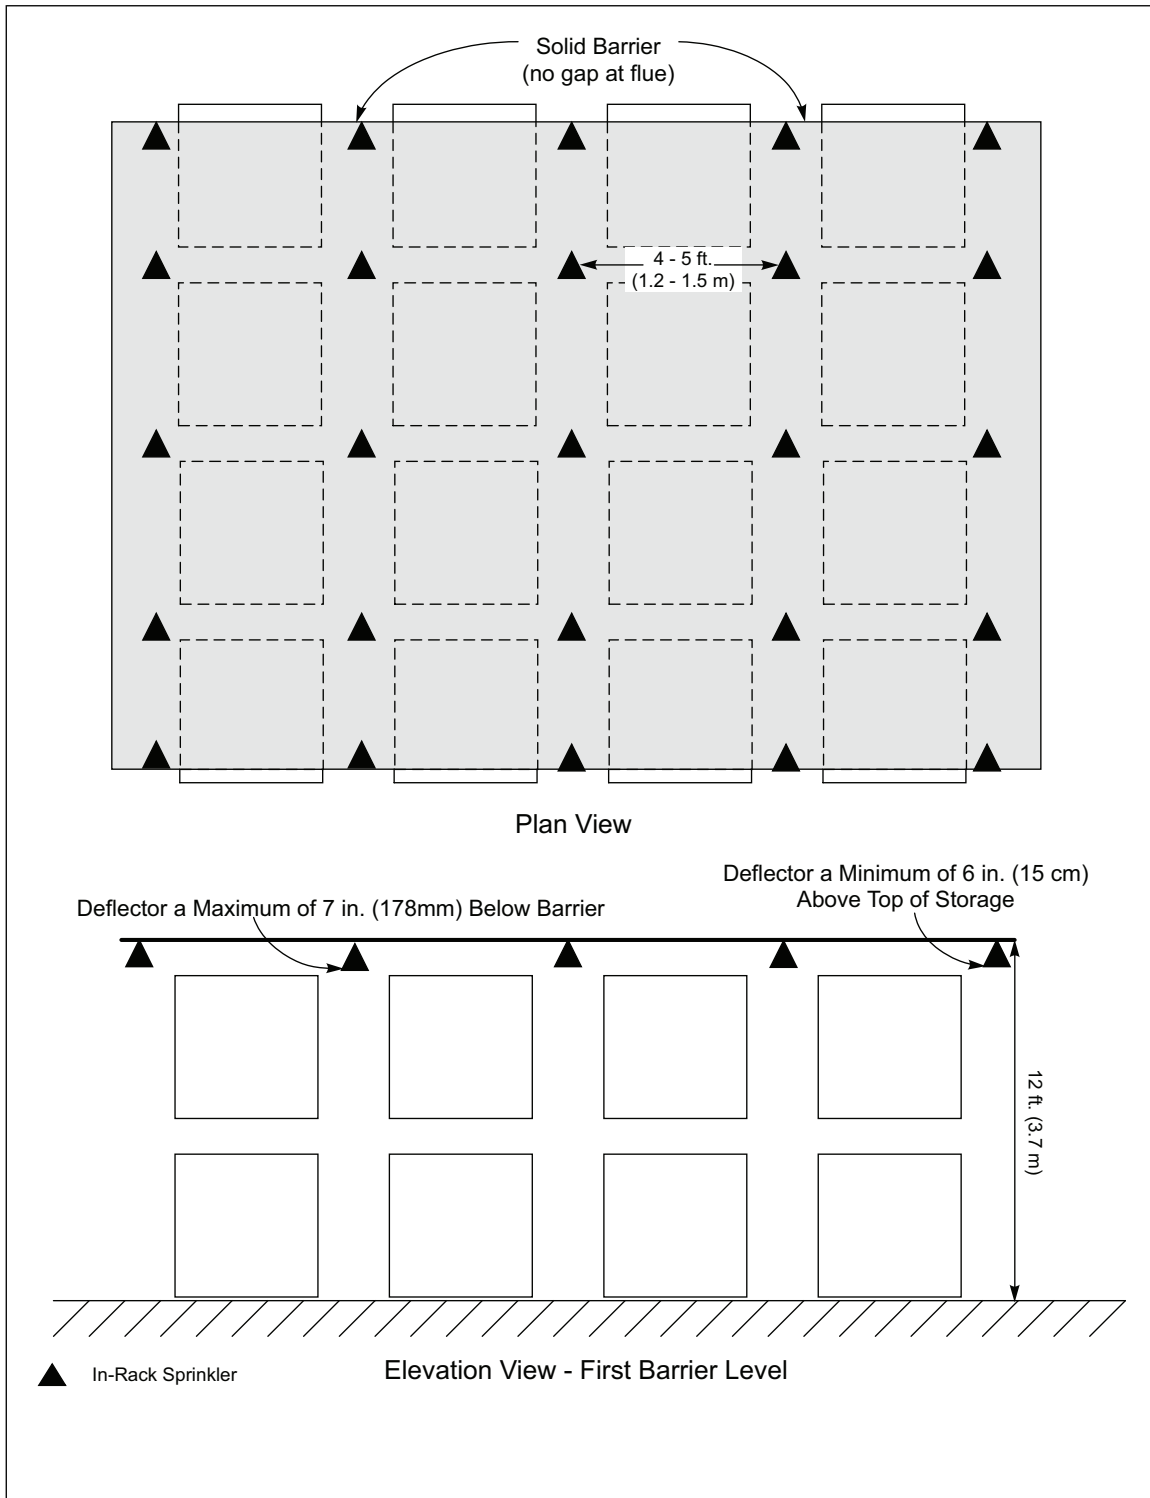 Solid Barrier
(no gap at flue)
4 - 5 ft.
(1.2 - 1.5 m)
Plan View
Deflector a Minimum of 6 in. (15 cm)
Above Top of Storage
Deflector a Maximum of 7 in. (178mm) Below Barrier
12 ft. (3.7 m)
In-Rack Sprinkler
Elevation View - First Barrier Level